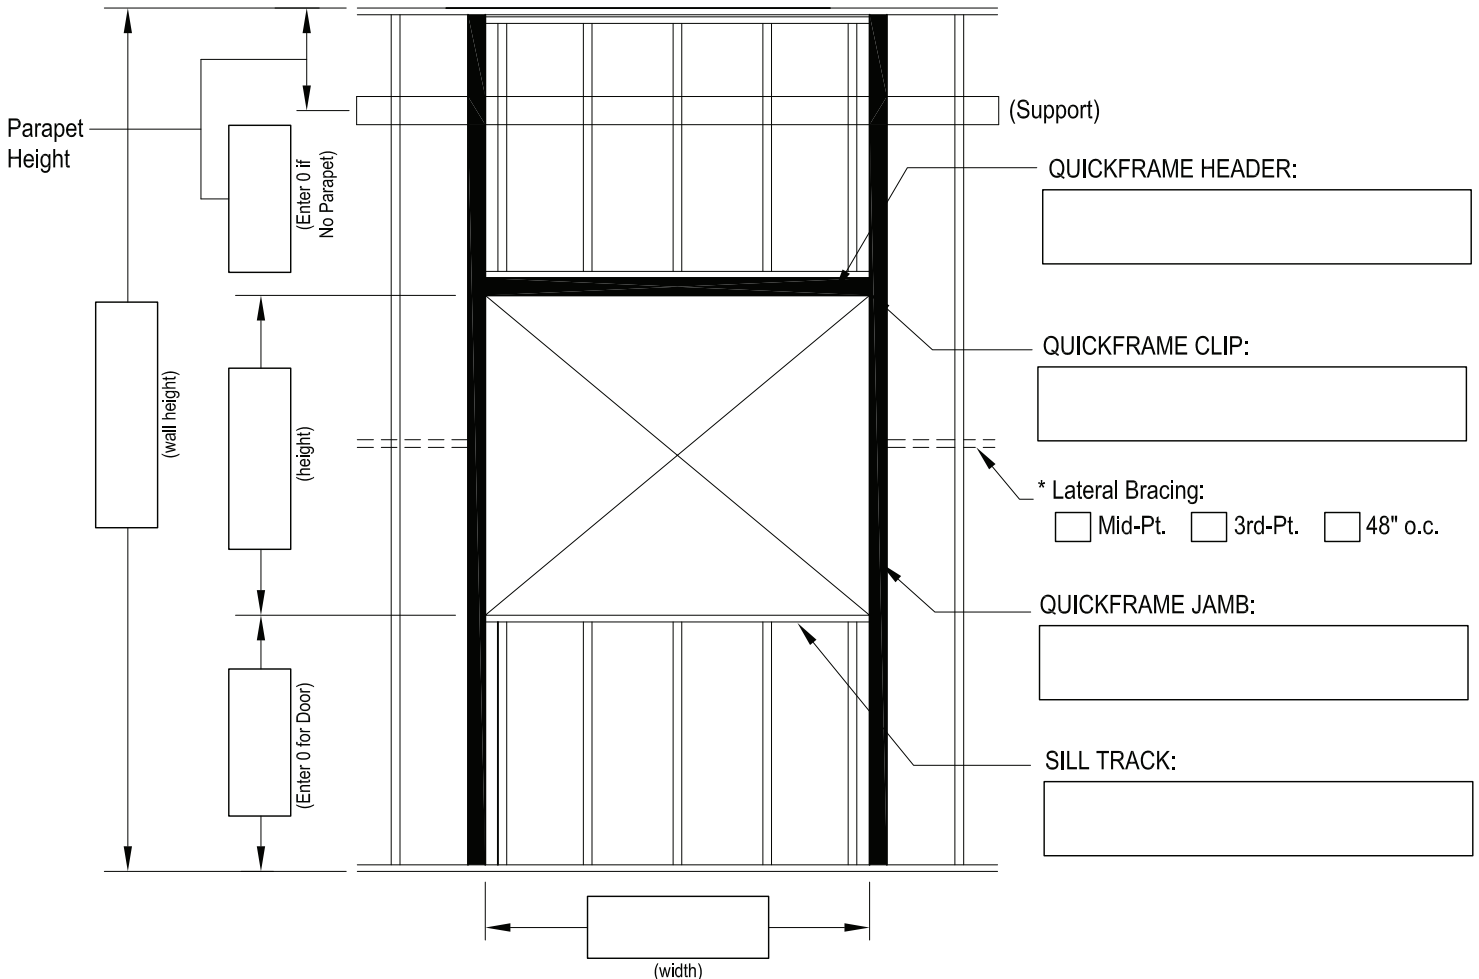 Parapet
Height
(Enter 0 if
No Parapet)
(wall height)
(height)
(Enter 0 for Door)
(width)
(Support)
QUICKFRAME HEADER:
QUICKFRAME CLIP:
* Lateral Bracing:
Mid-Pt. 3rd-Pt. 48" o.c.
QUICKFRAME JAMB:
SILL TRACK: